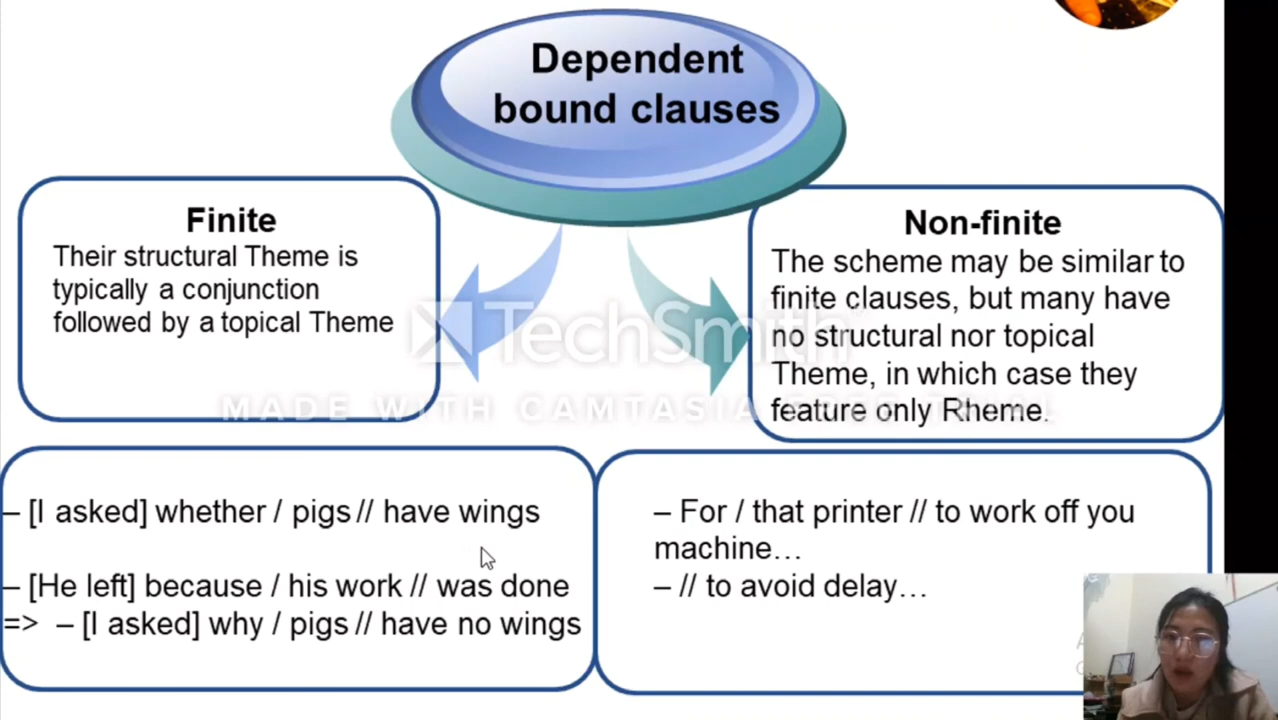 Dependent
bound clauses
Finite
Their structural Theme is
typically a conjunction
followed by a topical Theme
Non-finite
The scheme may be similar to
finite clauses, but many have
no structural nor topical
Theme, in which case they
feature only Rheme.
TechSmith
MADE WITH CAMTASIA FREE TRIAL
– [I asked] whether / pigs // have wings
– [He left] because / his work // was done
=> – [I asked] why / pigs // have no wings
– For / that printer // to work off you
machine…
– // to avoid delay…